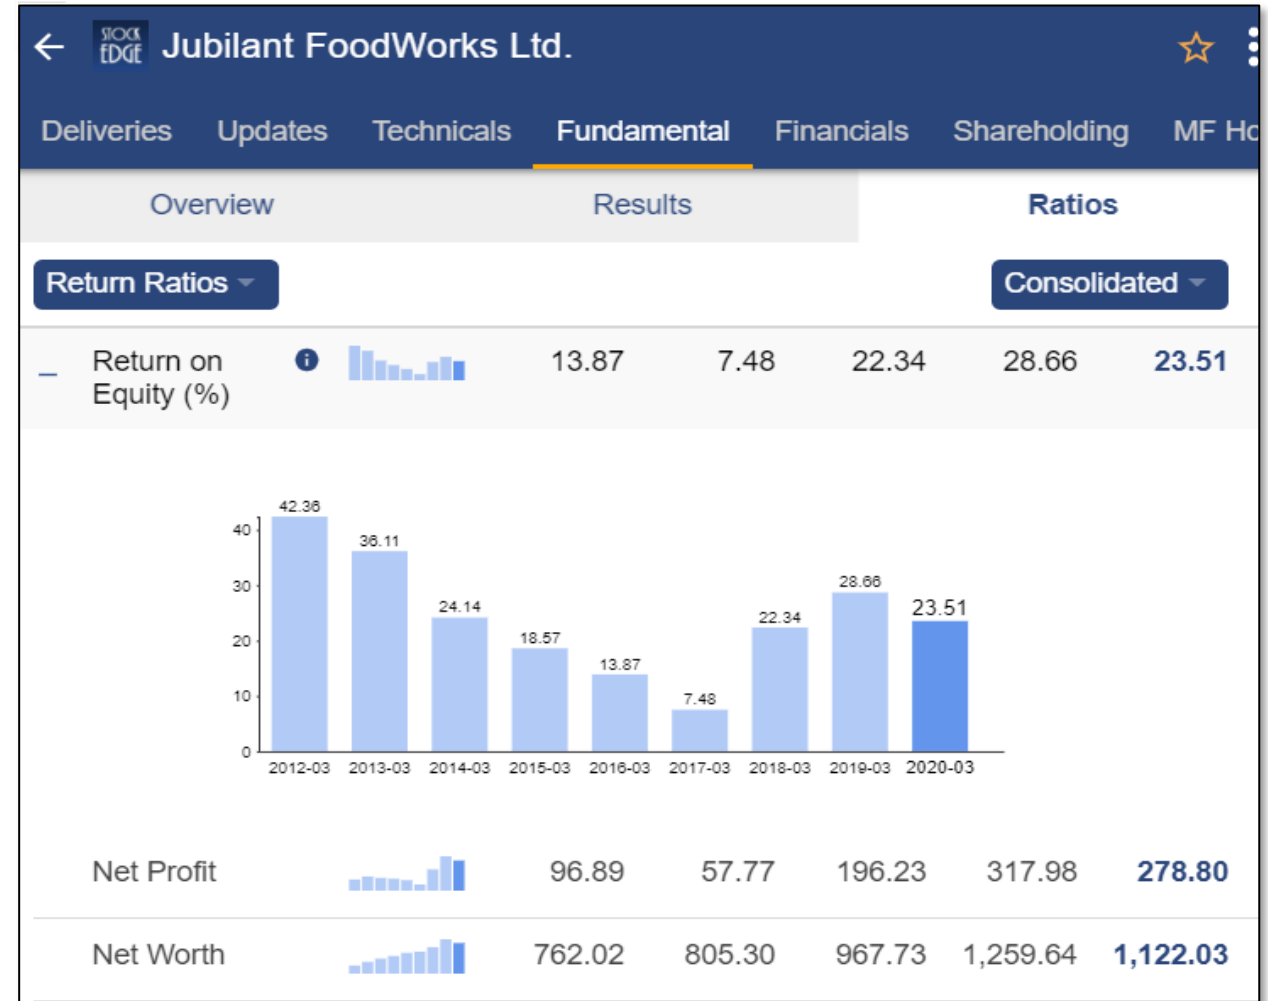 STOCK EDGE Jubilant FoodWorks Ltd.
Deliveries Updates Technicals Fundamental Financials Shareholding MF Ho
Overview Results Ratios
Return Ratios Consolidated
Return on Equity (%) 13.87 7.48 22.34 28.66 23.51
42.36
36.11
24.14
18.57
13.87
7.48
22.34
28.66
23.51
40
30
20
10
0
2012-03 2013-03 2014-03 2015-03 2016-03 2017-03 2018-03 2019-03 2020-03
Net Profit 96.89 57.77 196.23 317.98 278.80
Net Worth 762.02 805.30 967.73 1,259.64 1,122.03